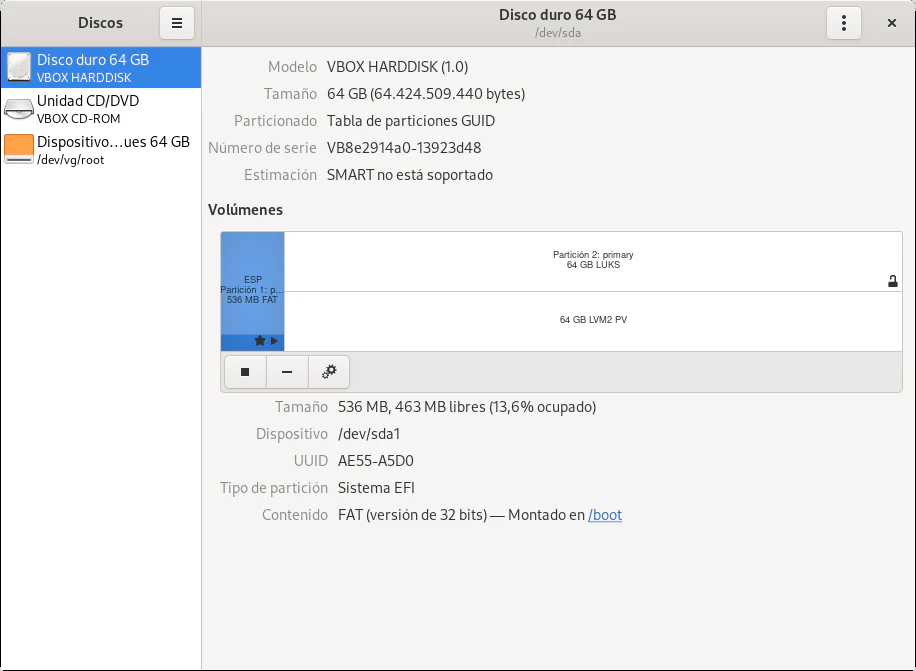 Discos
Disco duro 64 GB
/dev/sda
Disco duro 64 GB
VBOX HARDDISK
Unidad CD/DVD
VBOX CD-ROM
Dispositivo...ues 64 GB
/dev/vg/root
Modelo VBOX HARDDISK (1.0)
Tamaño 64 GB (64.424.509.440 bytes)
Particionado Tabla de particiones GUID
Número de serie VB8e2914a0-13923d48
Estimación SMART no está soportado
Volúmenes
ESP
Partición 1: p...
536 MB FAT
Partición 2: primary
64 GB LUKS
64 GB LVM2 PV
Tamaño 536 MB, 463 MB libres (13,6% ocupado)
Dispositivo /dev/sda1
UUID AE55-A5D0
Tipo de partición Sistema EFI
Contenido FAT (versión de 32 bits) — Montado en /boot